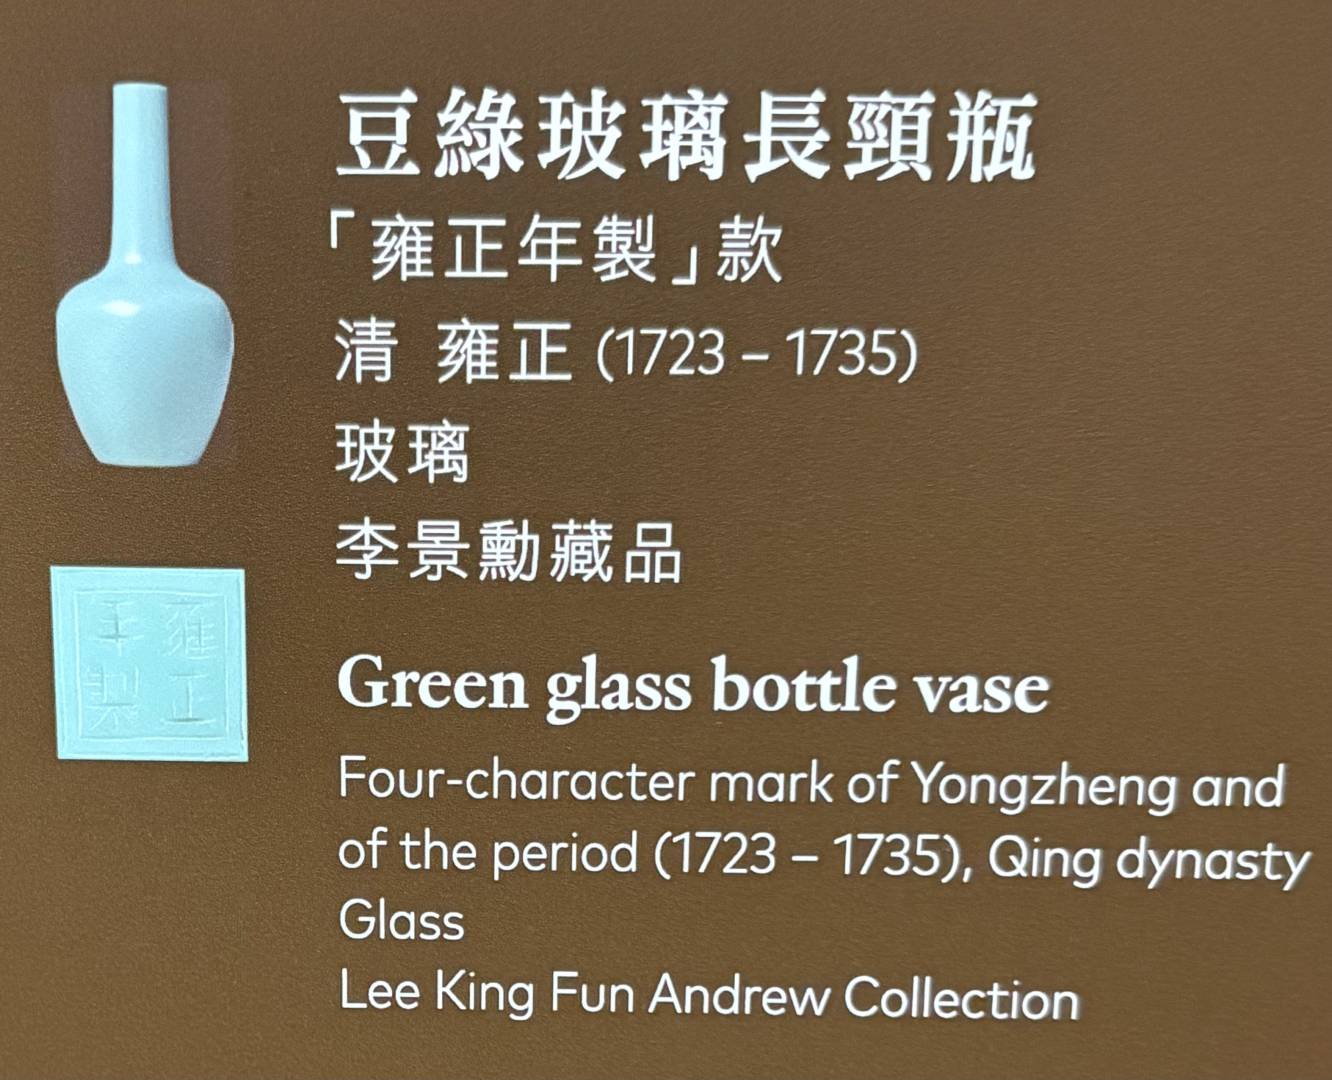 豆綠玻璃長頸瓶
「雍正年製」款
清 雍正 (1723 – 1735)
玻璃
李景勳藏品
雍正
年製
Green glass bottle vase
Four-character mark of Yongzheng and
of the period (1723 – 1735), Qing dynasty
Glass
Lee King Fun Andrew Collection